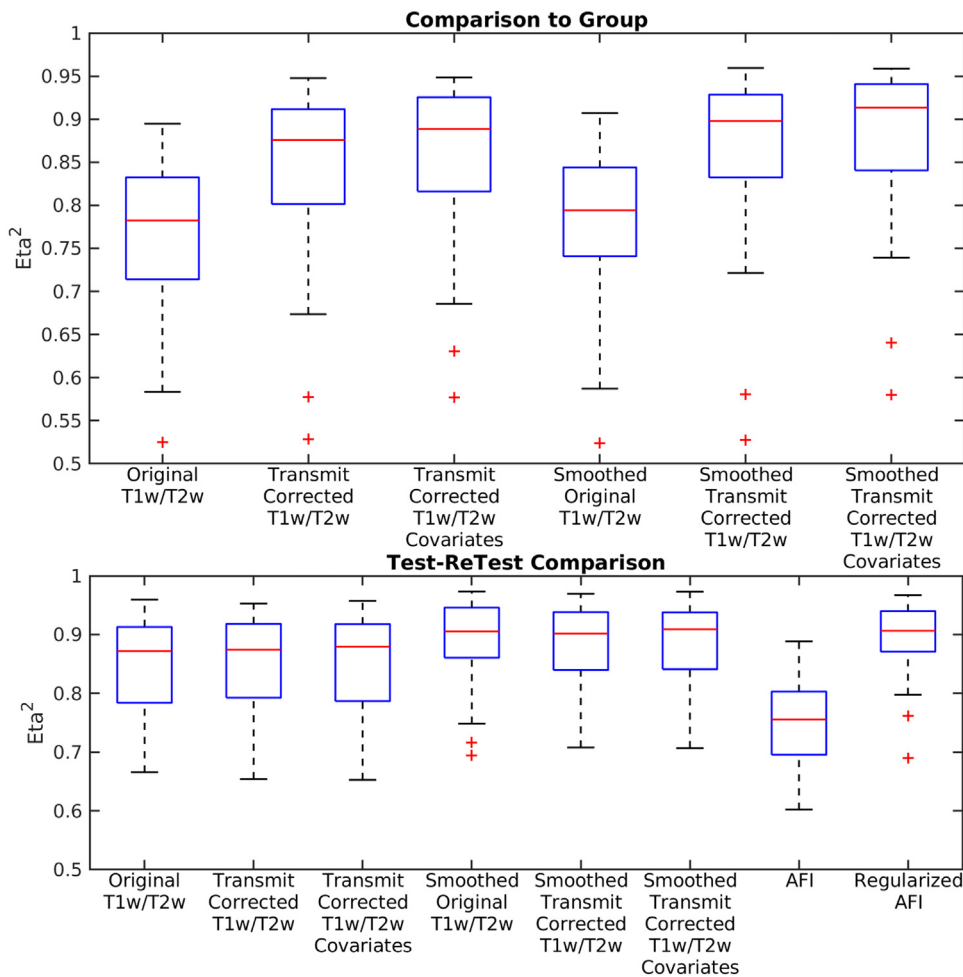 Comparison to Group
1
0.95
0.9
0.85
0.8
0.75
0.7
0.65
0.6
0.55
0.5
Eta²
Original
T1w/T2w
Transmit
Corrected
T1w/T2w
Transmit
Corrected
T1w/T2w
Covariates
Smoothed
Original
T1w/T2w
Smoothed
Transmit
Corrected
T1w/T2w
Smoothed
Transmit
Corrected
T1w/T2w
Covariates
Test-ReTest Comparison
1
0.9
0.8
0.7
0.6
0.5
Eta²
Original
T1w/T2w
Transmit
Corrected
T1w/T2w
Transmit
Corrected
T1w/T2w
Covariates
Smoothed
Original
T1w/T2w
Smoothed
Transmit
Corrected
T1w/T2w
Smoothed
Transmit
Corrected
T1w/T2w
Covariates
AFI
Regularized
AFI